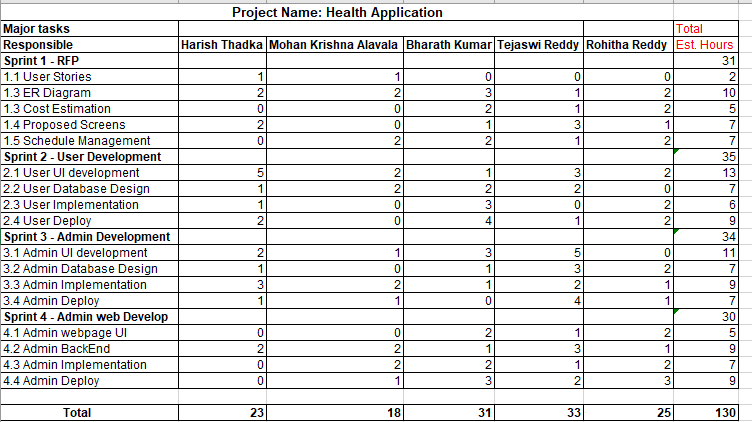 Project Name: Health Application
Major tasks Total
Responsible Harish Thadka Mohan Krishna Alavala Bharath Kumar Tejaswi Reddy Rohitha Reddy Est. Hours
Sprint 1 - RFP 31
1.1 User Stories 1 1 0 0 0 2
1.3 ER Diagram 2 2 3 1 2 10
1.3 Cost Estimation 0 0 2 1 2 5
1.4 Proposed Screens 2 0 1 3 1 7
1.5 Schedule Management 0 2 2 1 2 7
Sprint 2 - User Development 35
2.1 User UI development 5 2 1 3 2 13
2.2 User Database Design 1 2 2 2 0 7
2.3 User Implementation 1 0 3 0 2 6
2.4 User Deploy 2 0 4 1 2 9
Sprint 3 - Admin Development 34
3.1 Admin UI development 2 1 3 5 0 11
3.2 Admin Database Design 1 0 1 3 2 7
3.3 Admin Implementation 3 2 1 2 1 9
3.4 Admin Deploy 1 1 0 4 1 7
Sprint 4 - Admin web Develop 30
4.1 Admin webpage UI 0 0 2 1 2 5
4.2 Admin BackEnd 2 2 1 3 1 9
4.3 Admin Implementation 0 2 2 1 2 7
4.4 Admin Deploy 0 1 3 2 3 9
Total 23 18 31 33 25 130